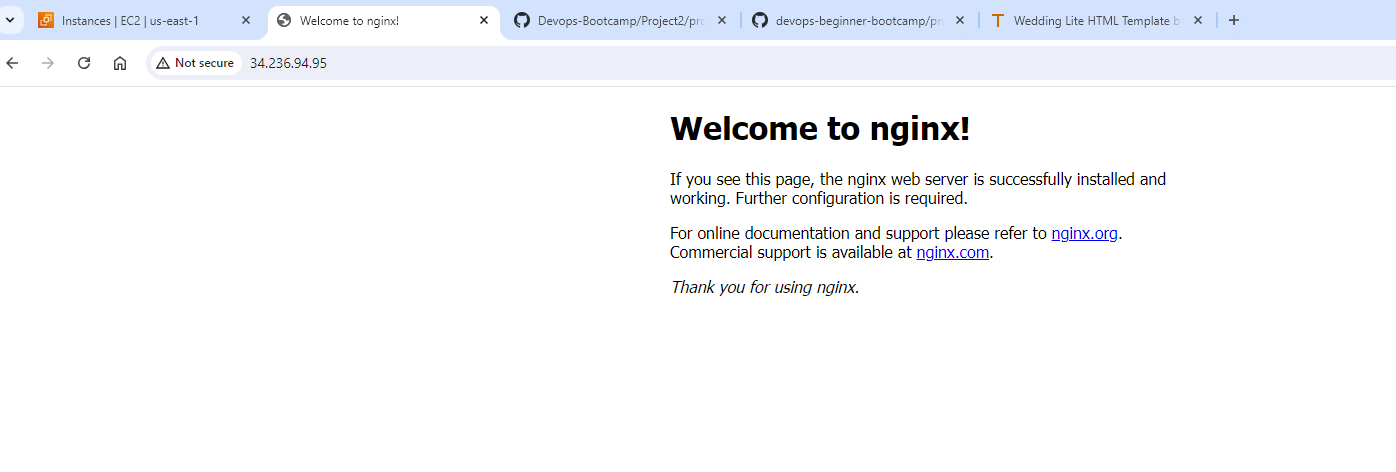 Instances | EC2 | us-east-1
Welcome to nginx!
Devops-Bootcamp/Project2/pro
devops-beginner-bootcamp/pr
Wedding Lite HTML Template b
Not secure
34.236.94.95
Welcome to nginx!
If you see this page, the nginx web server is successfully installed and
working. Further configuration is required.
For online documentation and support please refer to nginx.org.
Commercial support is available at nginx.com.
Thank you for using nginx.